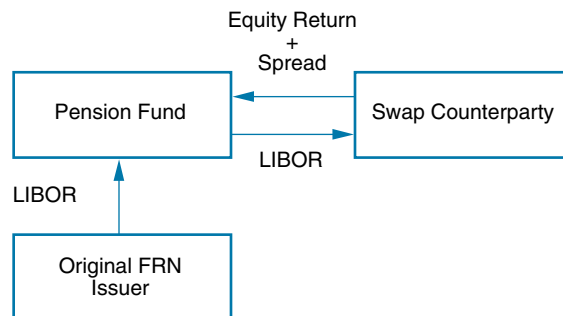 Equity Return
+
Spread
Pension Fund
Swap Counterparty
LIBOR
LIBOR
Original FRN
Issuer